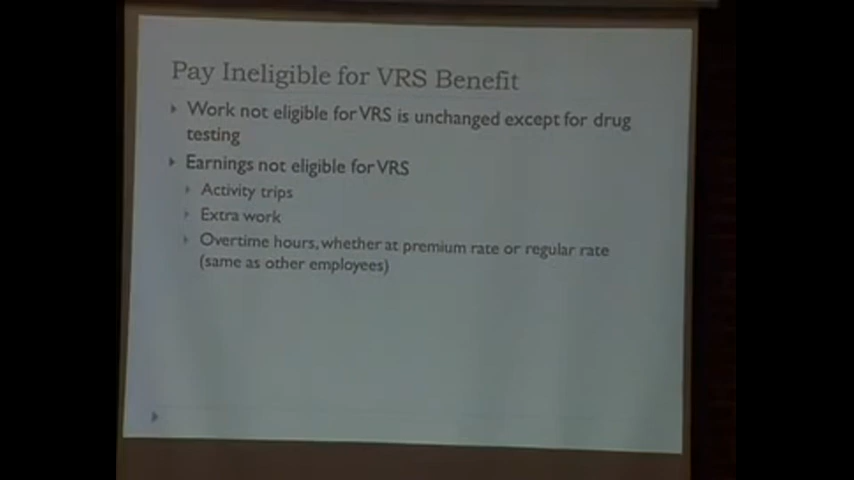 Pay Ineligible for VRS Benefit
Work not eligible for VRS is unchanged except for drug
testing
Earnings not eligible for VRS
Activity trips
Extra work
Overtime hours, whether at premium rate or regular rate
(same as other employees)